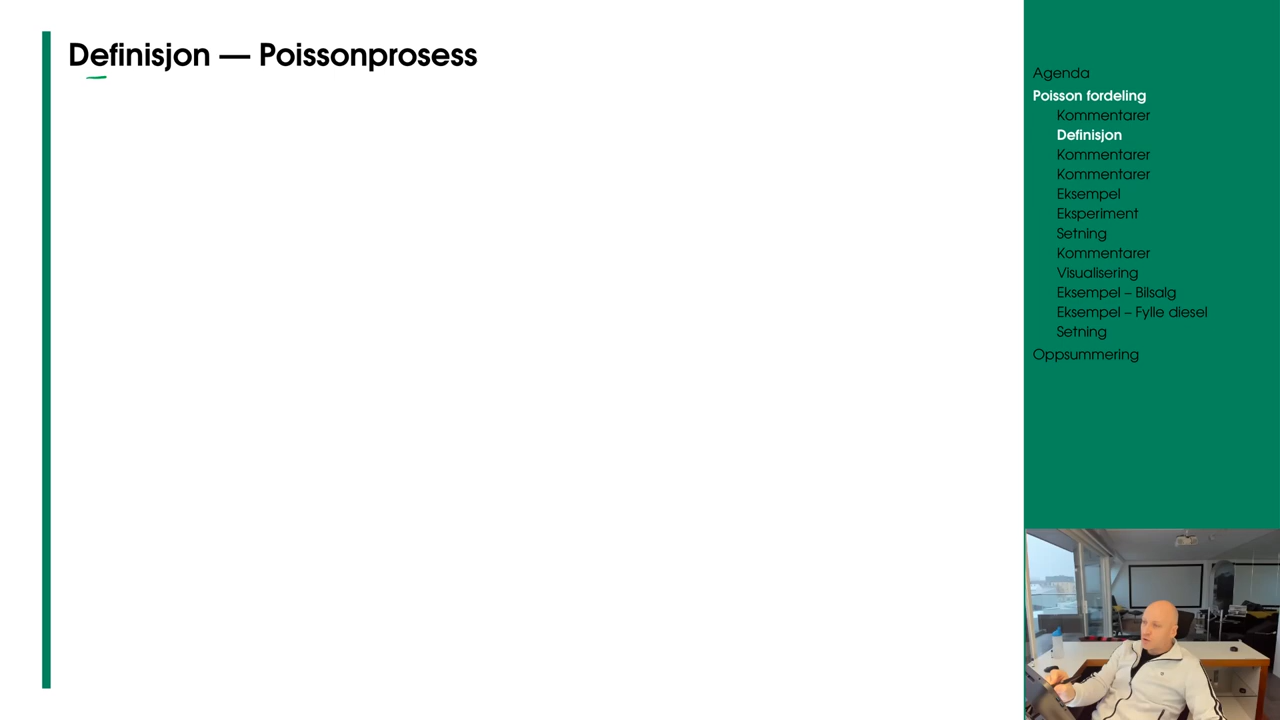 Definisjon — Poissonprosess
Agenda
Poisson fordeling
Kommentarer
Definisjon
Kommentarer
Kommentarer
Eksempel
Eksperiment
Setning
Kommentarer
Visualisering
Eksempel – Bilsalg
Eksempel – Fylle diesel
Setning
Oppsummering